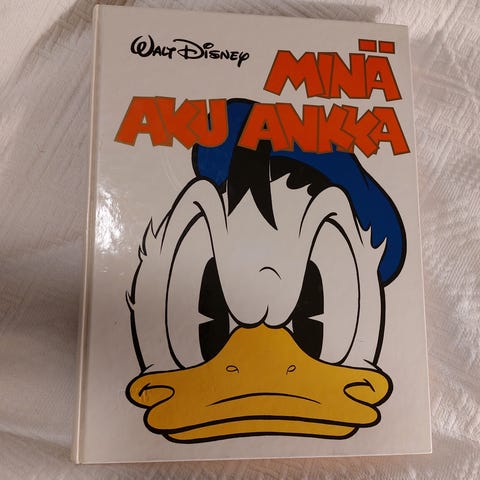 WALT DISNEY
MINÄ
AKU ANKKA